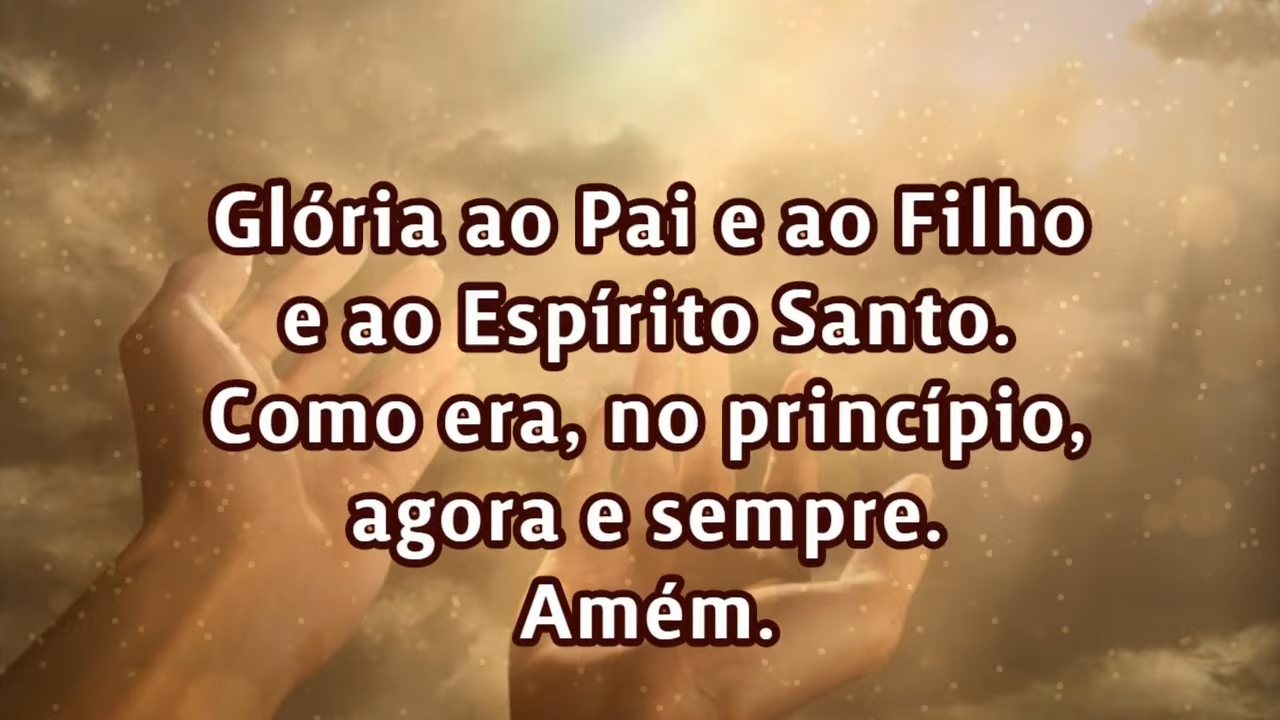 Glória ao Pai e ao Filho
e ao Espírito Santo.
Como era, no princípio,
agora e sempre.
Amém.